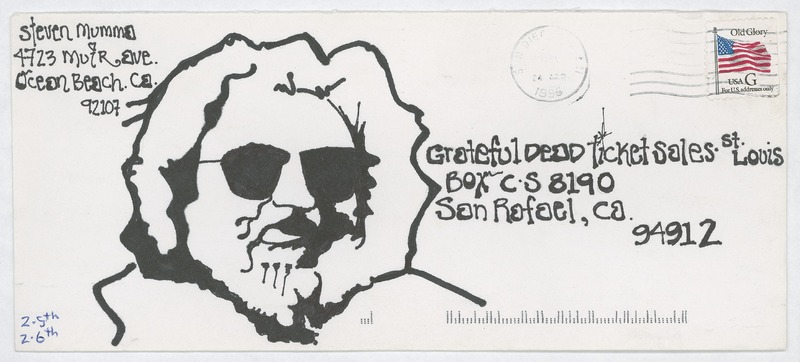 Steven Mumma
4723 Muir ave.
Ocean Beach. Ca.
92107
1995
Old Glory
USA G
For U.S. addresses only
Grateful Dead ticket sales. St. Louis
Box C.S 8190
San Rafael, Ca.
94912
2.5th
2.6th